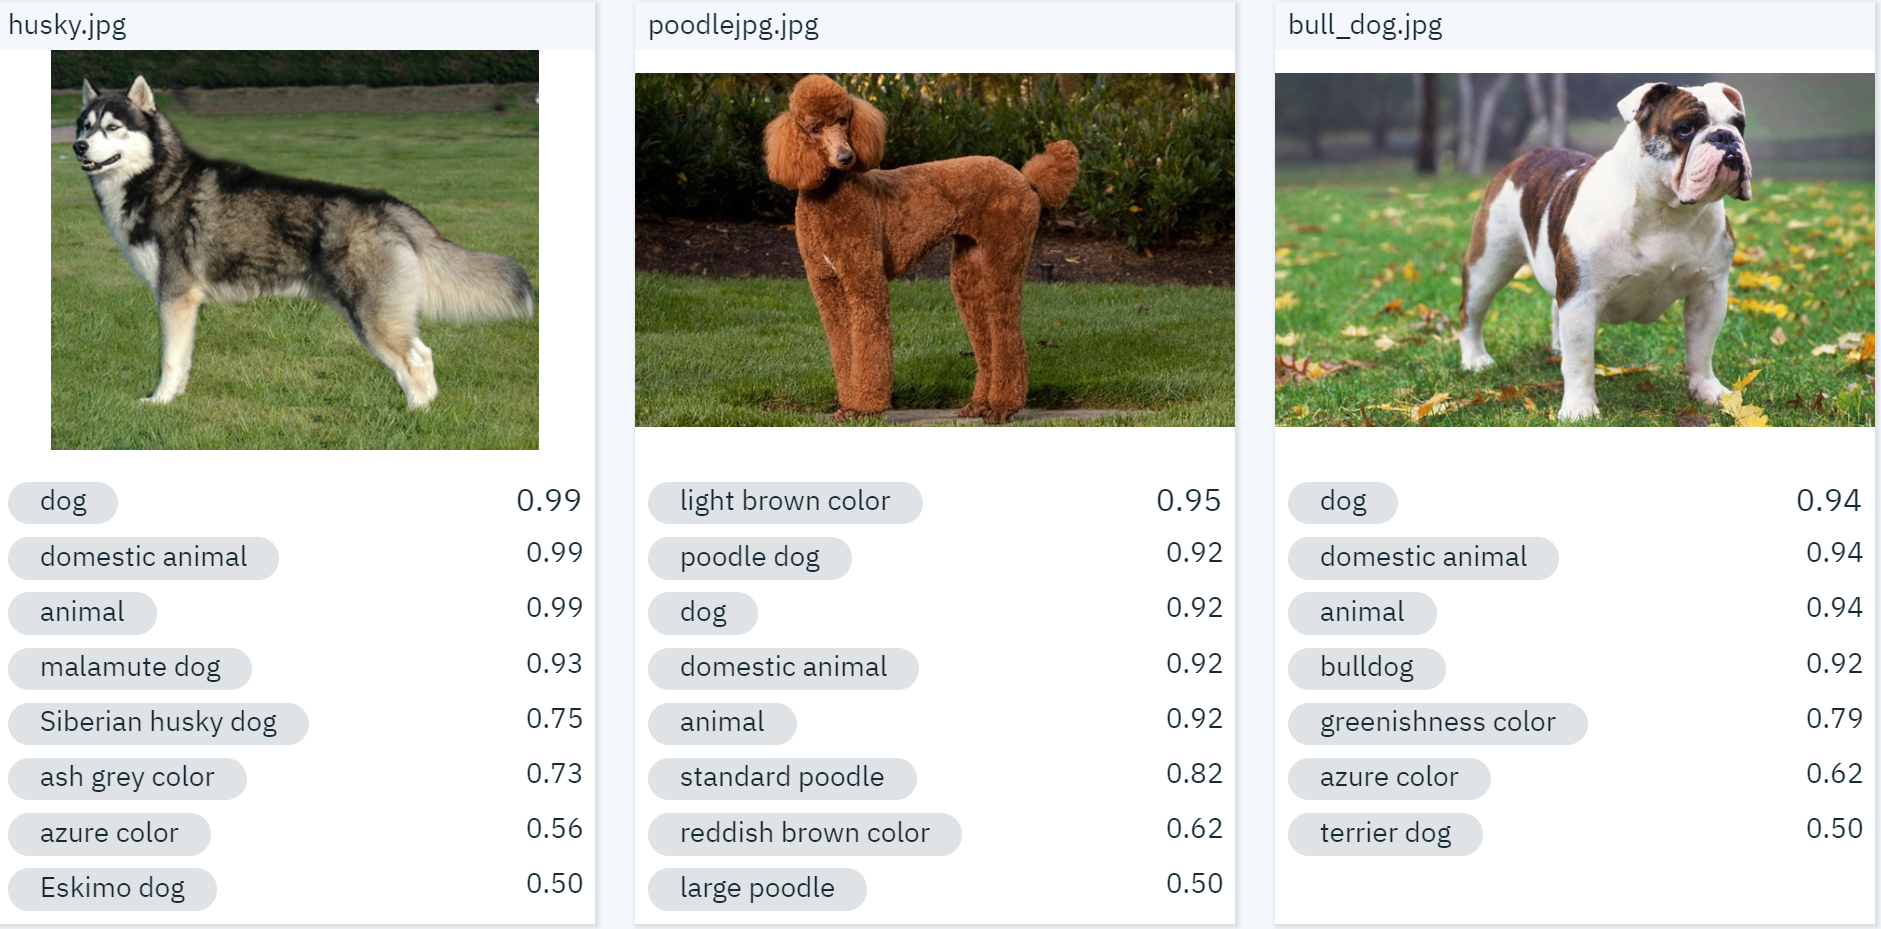 husky.jpg
dog 0.99
domestic animal 0.99
animal 0.99
malamute dog 0.93
Siberian husky dog 0.75
ash grey color 0.73
azure color 0.56
Eskimo dog 0.50
poodlejpg.jpg
light brown color 0.95
poodle dog 0.92
dog 0.92
domestic animal 0.92
animal 0.92
standard poodle 0.82
reddish brown color 0.62
large poodle 0.50
bull_dog.jpg
dog 0.94
domestic animal 0.94
animal 0.94
bulldog 0.92
greenishness color 0.79
azure color 0.62
terrier dog 0.50